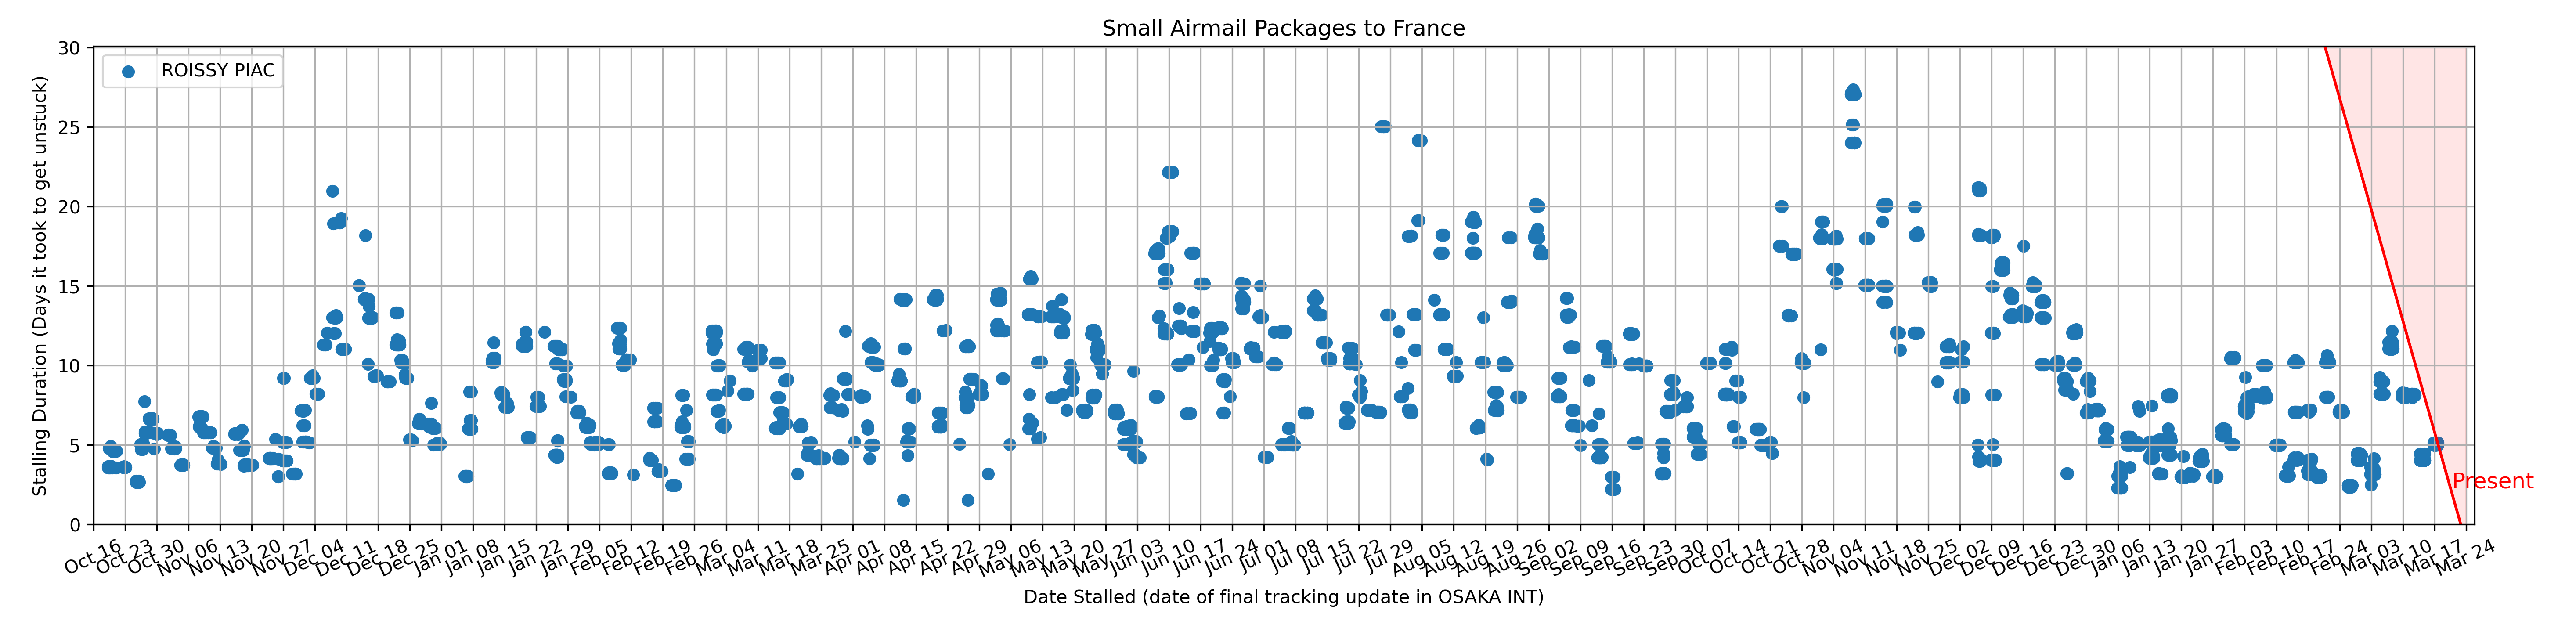 Small Airmail Packages to France
ROISSY PIAC
Stalling Duration (Days it took to get unstuck)
30
25
20
15
10
5
0
Present
Oct 16 Oct 23 Oct 30 Nov 06 Nov 13 Nov 20 Nov 27 Dec 04 Dec 11 Dec 18 Dec 25 Jan 01 Jan 08 Jan 15 Jan 22 Jan 29 Feb 05 Feb 12 Feb 19 Feb 26 Mar 04 Mar 11 Mar 18 Mar 25 Apr 01 Apr 08 Apr 15 Apr 22 Apr 29 May 06 May 13 May 20 May 27 Jun 03 Jun 10 Jun 17 Jun 24 Jul 01 Jul 08 Jul 15 Jul 22 Jul 29 Aug 05 Aug 12 Aug 19 Aug 26 Sep 02 Sep 09 Sep 16 Sep 23 Sep 30 Oct 07 Oct 14 Oct 21 Oct 28 Nov 04 Nov 11 Nov 18 Nov 25 Dec 02 Dec 09 Dec 16 Dec 23 Dec 30 Jan 06 Jan 13 Jan 20 Jan 27 Feb 03 Feb 10 Feb 17 Feb 24 Mar 03 Mar 10 Mar 17 Mar 24
Date Stalled (date of final tracking update in OSAKA INT)